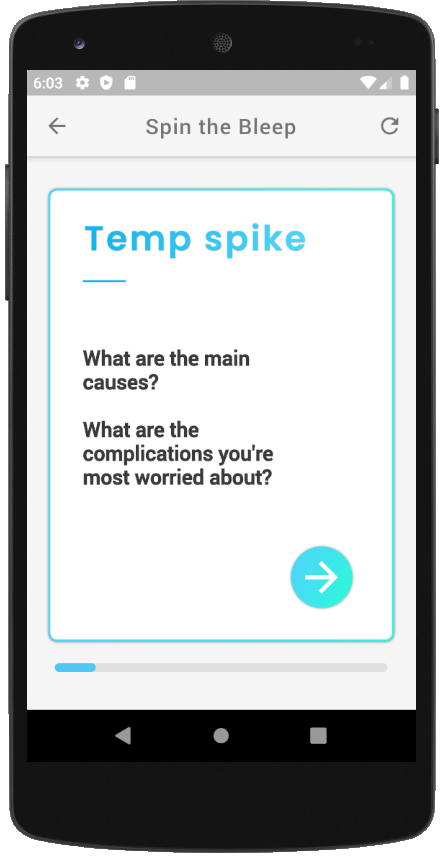 6:03
Spin the Bleep
Temp spike
What are the main
causes?
What are the
complications you're
most worried about?